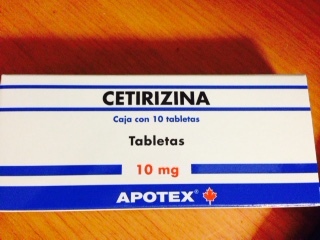 CETIRIZINA
Caja con 10 tabletas
Tabletas
10 mg
APOTEX